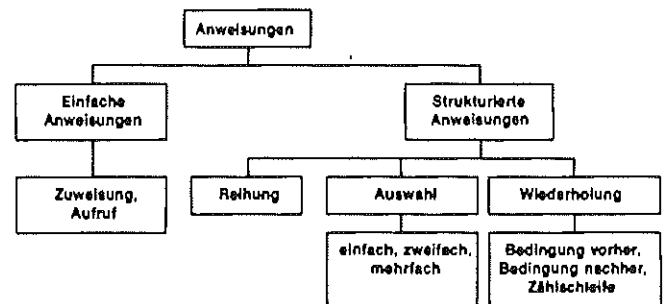 Anweisungen
Einfache
Anweisungen
Strukturierte
Anweisungen
Zuweisung,
Aufruf
Reihung
Auswahl
Wiederholung
einfach, zweifach,
mehrfach
Bedingung vorher,
Bedingung nachher,
Zählschleife